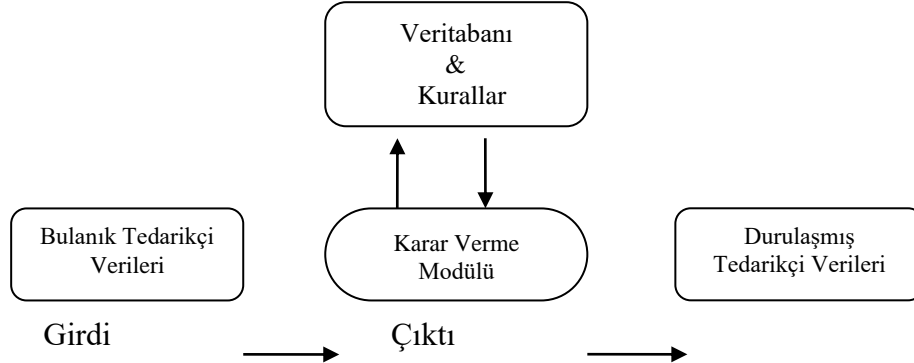 Veritabanı
&
Kurallar
Bulanık Tedarikçi
Verileri
Karar Verme
Modülü
Durulaşmış
Tedarikçi Verileri
Girdi
Çıktı